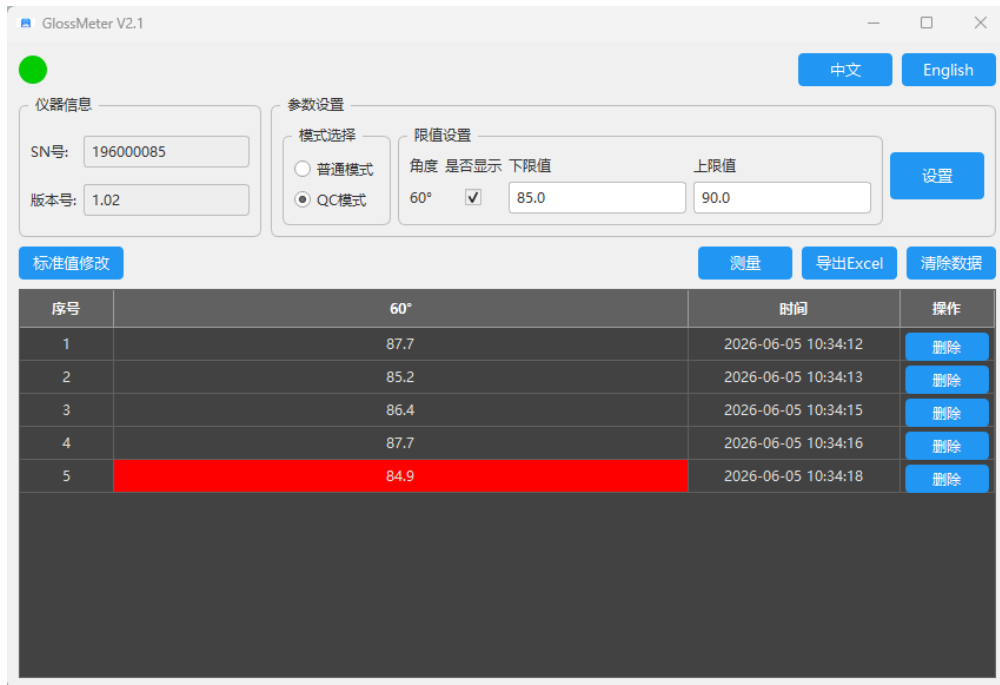 GlossMeter V2.1
中文 English
仪器信息
SN号: 196000085
版本号: 1.02
参数设置
模式选择
普通模式
QC模式
限值设置
角度 是否显示 下限值 上限值
60° 85.0 90.0
设置
标准值修改 测量 导出Excel 清除数据
序号 60° 时间 操作
1 87.7 2026-06-05 10:34:12 删除
2 85.2 2026-06-05 10:34:13 删除
3 86.4 2026-06-05 10:34:15 删除
4 87.7 2026-06-05 10:34:16 删除
5 84.9 2026-06-05 10:34:18 删除